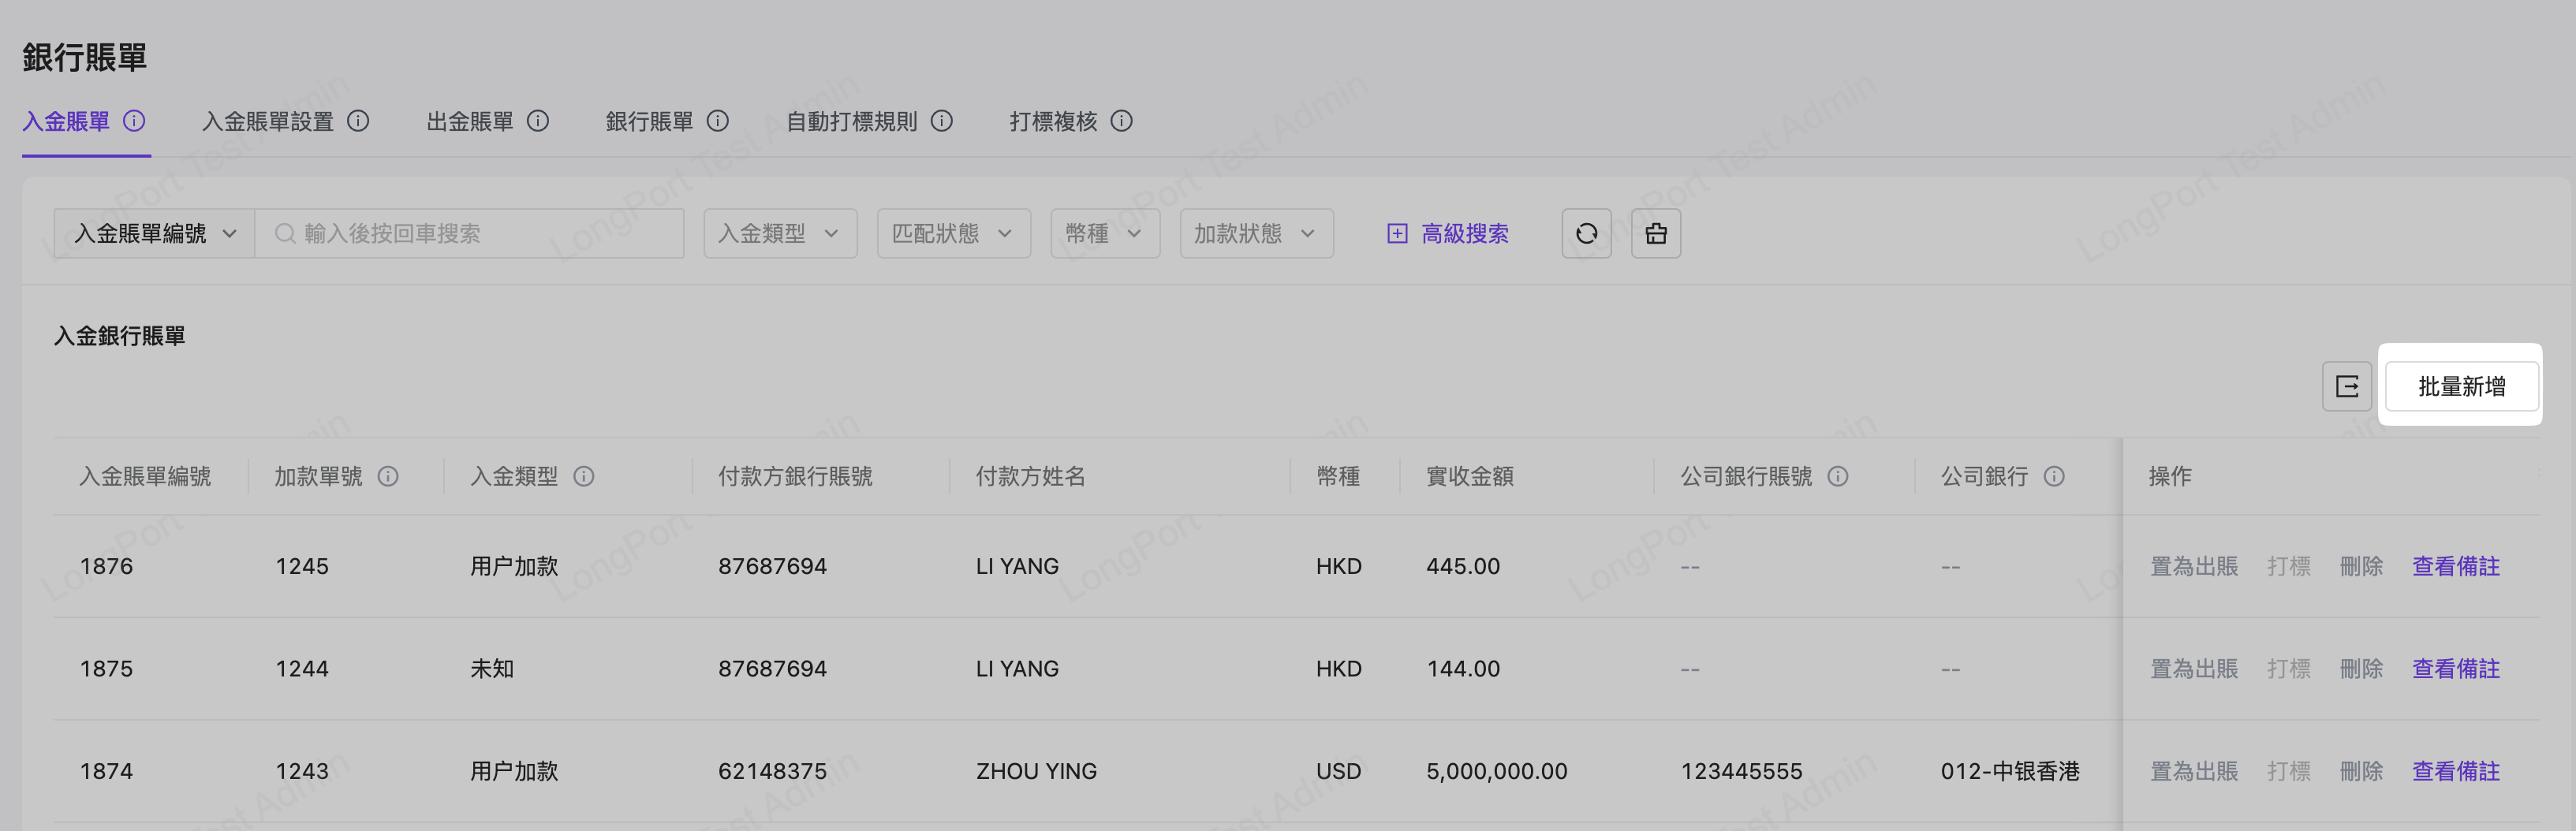 銀行賬單
入金賬單 入金賬單設置 出金賬單 銀行賬單 自動打標規則 打標複核
入金賬單編號 輸入後按回車搜索 入金類型 匹配狀態 幣種 加款狀態 高級搜索
入金銀行賬單
批量新增
入金賬單編號 加款單號 入金類型 付款方銀行賬號 付款方姓名 幣種 實收金額 公司銀行賬號 公司銀行 操作
1876 1245 用户加款 87687694 LI YANG HKD 445.00 -- -- 置為出賬 打標 刪除 查看備註
1875 1244 未知 87687694 LI YANG HKD 144.00 -- -- 置為出賬 打標 刪除 查看備註
1874 1243 用户加款 62148375 ZHOU YING USD 5,000,000.00 123445555 012-中银香港 置為出賬 打標 刪除 查看備註
LongPort Test Admin